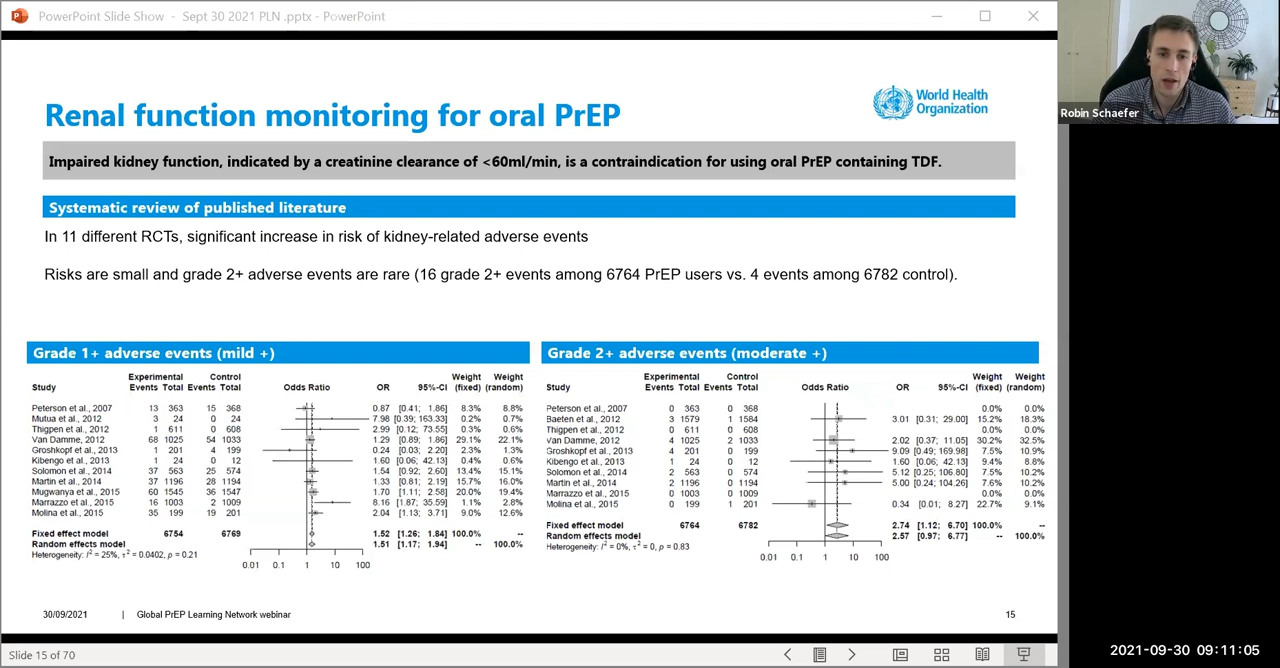 PowerPoint Slide Show - Sept 30 2021 PLN .pptx - PowerPoint
Robin Schaefer
Renal function monitoring for oral PrEP
World Health
Organization
Impaired kidney function, indicated by a creatinine clearance of <60ml/min, is a contraindication for using oral PrEP containing TDF.
Systematic review of published literature
In 11 different RCTs, significant increase in risk of kidney-related adverse events
Risks are small and grade 2+ adverse events are rare (16 grade 2+ events among 6764 PrEP users vs. 4 events among 6782 control).
Grade 1+ adverse events (mild +)
Experimental Control Weight Weight
Study Events Total Events Total Odds Ratio OR 95%-CI (fixed) (random)
Peterson et al., 2007 13 363 15 368 0.87 [0.41; 1.86] 8.3% 8.8%
Mutua et al., 2012 3 24 0 24 7.98 [0.39; 163.33] 0.2% 0.7%
Thigpen et al., 2012 1 611 0 608 2.99 [0.12; 73.55] 0.3% 0.6%
Van Damme, 2012 68 1025 54 1033 1.29 [0.89; 1.86] 29.1% 22.1%
Groshkopf et al., 2013 1 201 4 199 0.24 [0.03; 2.20] 2.3% 1.3%
Kibengo et al., 2013 1 24 0 12 1.60 [0.06; 42.13] 0.4% 0.6%
Solomon et al., 2014 37 563 25 574 1.54 [0.92; 2.60] 13.4% 15.1%
Martin et al., 2014 37 1196 28 1194 1.33 [0.81; 2.19] 15.7% 16.0%
Mugwanya et al., 2015 60 1545 36 1547 1.70 [1.11; 2.58] 20.0% 19.4%
Marrazzo et al., 2015 16 1003 2 1009 8.16 [1.87; 35.59] 1.1% 2.8%
Molina et al., 2015 35 199 19 201 2.04 [1.13; 3.71] 9.0% 12.6%
Fixed effect model 6754 6769 1.52 [1.26; 1.84] 100.0% --
Random effects model 1.51 [1.17; 1.94] -- 100.0%
Heterogeneity: I² = 25%, τ² = 0.0402, p = 0.21
0.01 0.1 1 10 100
Grade 2+ adverse events (moderate +)
Experimental Control Weight Weight
Study Events Total Events Total Odds Ratio OR 95%-CI (fixed) (random)
Peterson et al., 2007 0 363 0 368 0.0% 0.0%
Baeten et al., 2012 3 1579 1 1584 3.01 [0.31; 29.00] 15.2% 18.3%
Thigpen et al., 2012 0 611 0 608 0.0% 0.0%
Van Damme, 2012 4 1025 2 1033 2.02 [0.37; 11.05] 30.2% 32.5%
Groshkopf et al., 2013 4 201 0 199 9.09 [0.49; 169.98] 7.5% 10.9%
Kibengo et al., 2013 1 24 0 12 1.60 [0.06; 42.13] 9.4% 8.8%
Solomon et al., 2014 2 563 0 574 5.12 [0.25; 106.80] 7.6% 10.2%
Martin et al., 2014 2 1196 0 1194 5.00 [0.24; 104.26] 7.6% 10.2%
Marrazzo et al., 2015 0 1003 0 1009 0.0% 0.0%
Molina et al., 2015 0 199 1 201 0.34 [0.01; 8.27] 22.7% 9.1%
Fixed effect model 6764 6782 2.74 [1.12; 6.70] 100.0% --
Random effects model 2.57 [0.97; 6.77] -- 100.0%
Heterogeneity: I² = 0%, τ² = 0, p = 0.83
0.01 0.1 1 10 100
30/09/2021 | Global PrEP Learning Network webinar 15
Slide 15 of 70
2021-09-30 09:11:05